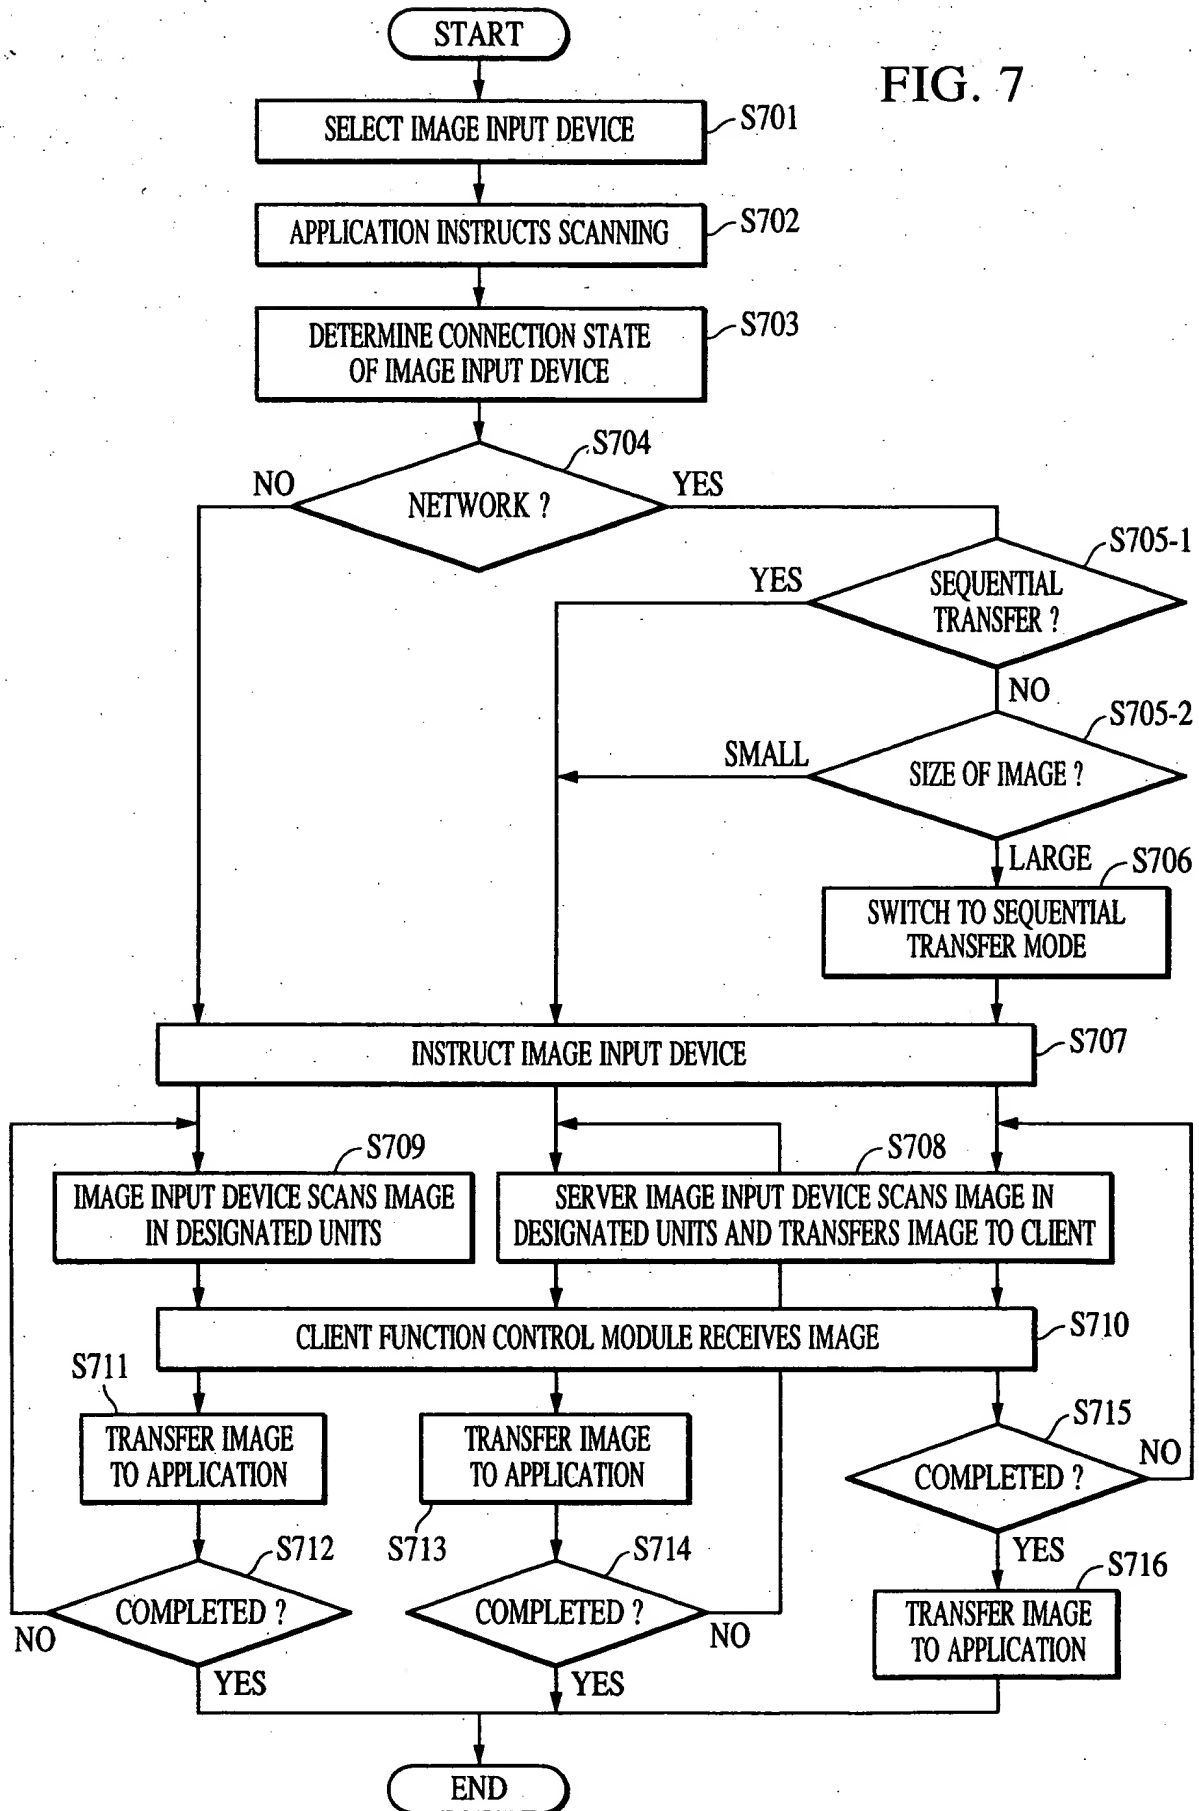 START
FIG. 7
SELECT IMAGE INPUT DEVICE
S701
APPLICATION INSTRUCTS SCANNING
S702
DETERMINE CONNECTION STATE
OF IMAGE INPUT DEVICE
S703
S704
NO
NETWORK ?
YES
S705-1
YES
SEQUENTIAL
TRANSFER ?
NO
S705-2
SMALL
SIZE OF IMAGE ?
LARGE
S706
SWITCH TO SEQUENTIAL
TRANSFER MODE
INSTRUCT IMAGE INPUT DEVICE
S707
S709
IMAGE INPUT DEVICE SCANS IMAGE
IN DESIGNATED UNITS
S708
SERVER IMAGE INPUT DEVICE SCANS IMAGE IN
DESIGNATED UNITS AND TRANSFERS IMAGE TO CLIENT
CLIENT FUNCTION CONTROL MODULE RECEIVES IMAGE
S710
S711
TRANSFER IMAGE
TO APPLICATION
TRANSFER IMAGE
TO APPLICATION
S713
S715
COMPLETED ?
NO
YES
S712
COMPLETED ?
NO
YES
S714
COMPLETED ?
NO
YES
S716
TRANSFER IMAGE
TO APPLICATION
END